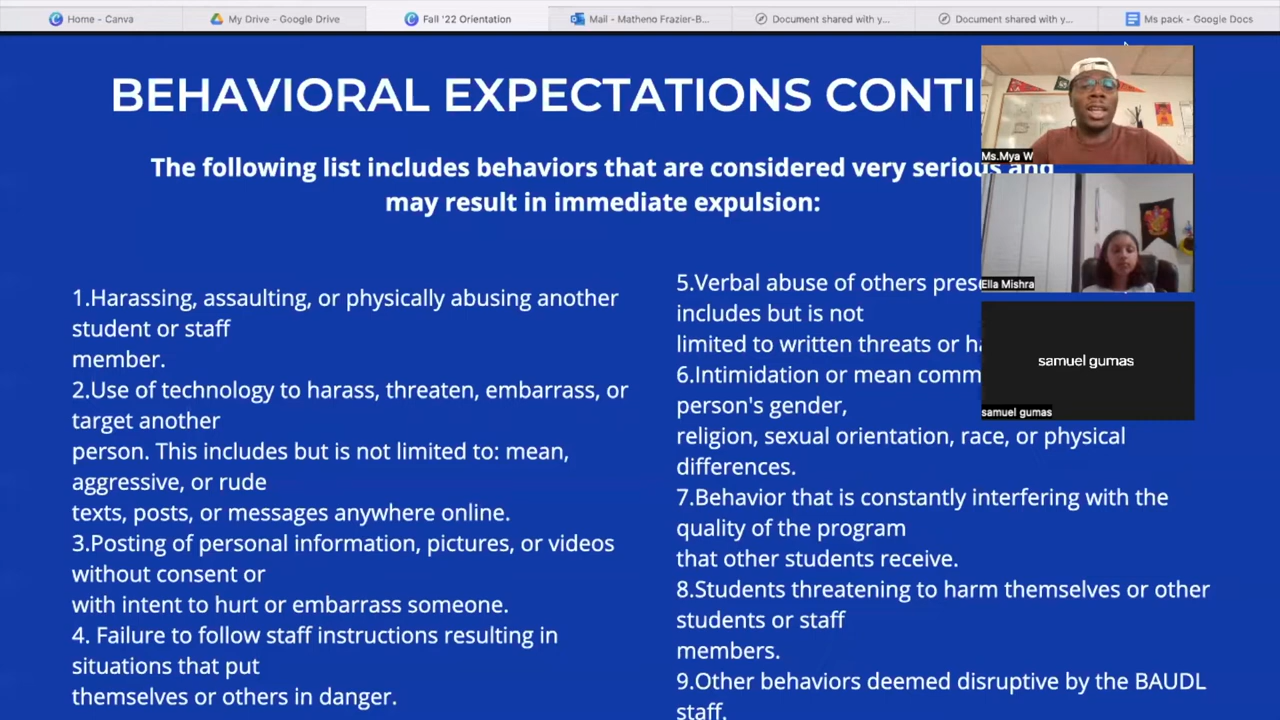 Home - Canva
My Drive - Google Drive
Fall '22 Orientation
Mail - Matheno Frazier-B...
Document shared with y...
Document shared with y...
Ms pack - Google Docs
BEHAVIORAL EXPECTATIONS CONTI
The following list includes behaviors that are considered very serious and
may result in immediate expulsion:
1.Harassing, assaulting, or physically abusing another
student or staff
member.
2.Use of technology to harass, threaten, embarrass, or
target another
person. This includes but is not limited to: mean,
aggressive, or rude
texts, posts, or messages anywhere online.
3.Posting of personal information, pictures, or videos
without consent or
with intent to hurt or embarrass someone.
4. Failure to follow staff instructions resulting in
situations that put
themselves or others in danger.
5.Verbal abuse of others
includes but is not
limited to written threats or
6.Intimidation or mean
person's gender,
religion, sexual orientation, race, or physical
differences.
7.Behavior that is constantly interfering with the
quality of the program
that other students receive.
8.Students threatening to harm themselves or other
students or staff
members.
9.Other behaviors deemed disruptive by the BAUDL
staff.
Ms.Mya W
Ella Mishra
samuel gumas
samuel gumas